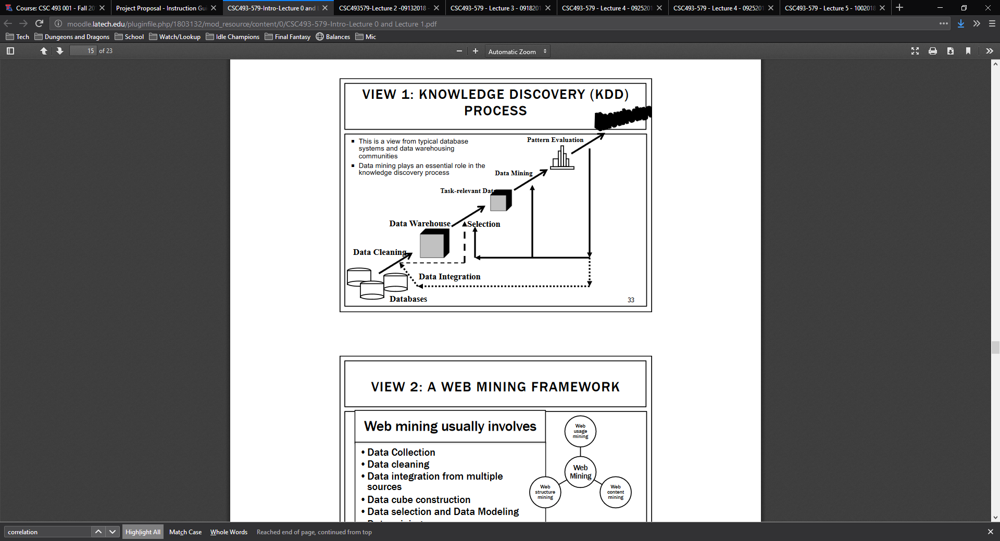 Course: CSC 493 001 - Fall 20
Project Proposal - Instruction Gui
CSC493-579-Intro-Lecture 0 and L
CSC493579-Lecture 2 -09132018 -
CSC493-579 - Lecture 3 - 0918201
CSC493-579 - Lecture 4 - 0925201
CSC493-579 - Lecture 4 - 0925201
CSC493-579 - Lecture 5 - 1002018
moodle.latech.edu/pluginfile.php/1803132/mod_resource/content/0/CSC493-579-Intro-Lecture 0 and Lecture 1.pdf
Tech Dungeons and Dragons School Watch/Lookup Idle Champions Final Fantasy Balances Mic
15 of 23
Automatic Zoom
VIEW 1: KNOWLEDGE DISCOVERY (KDD)
PROCESS
▪ This is a view from typical database
systems and data warehousing
communities
▪ Data mining plays an essential role in the
knowledge discovery process
Pattern Evaluation
Data Mining
Task-relevant Data
Data Warehouse
Selection
Data Cleaning
Data Integration
Databases
33
VIEW 2: A WEB MINING FRAMEWORK
Web mining usually involves
• Data Collection
• Data cleaning
• Data integration from multiple
sources
• Data cube construction
• Data selection and Data Modeling
Web
usage
mining
Web
Mining
Web
structure
mining
Web
content
mining
correlation
Highlight All
Match Case
Whole Words
Reached end of page, continued from top